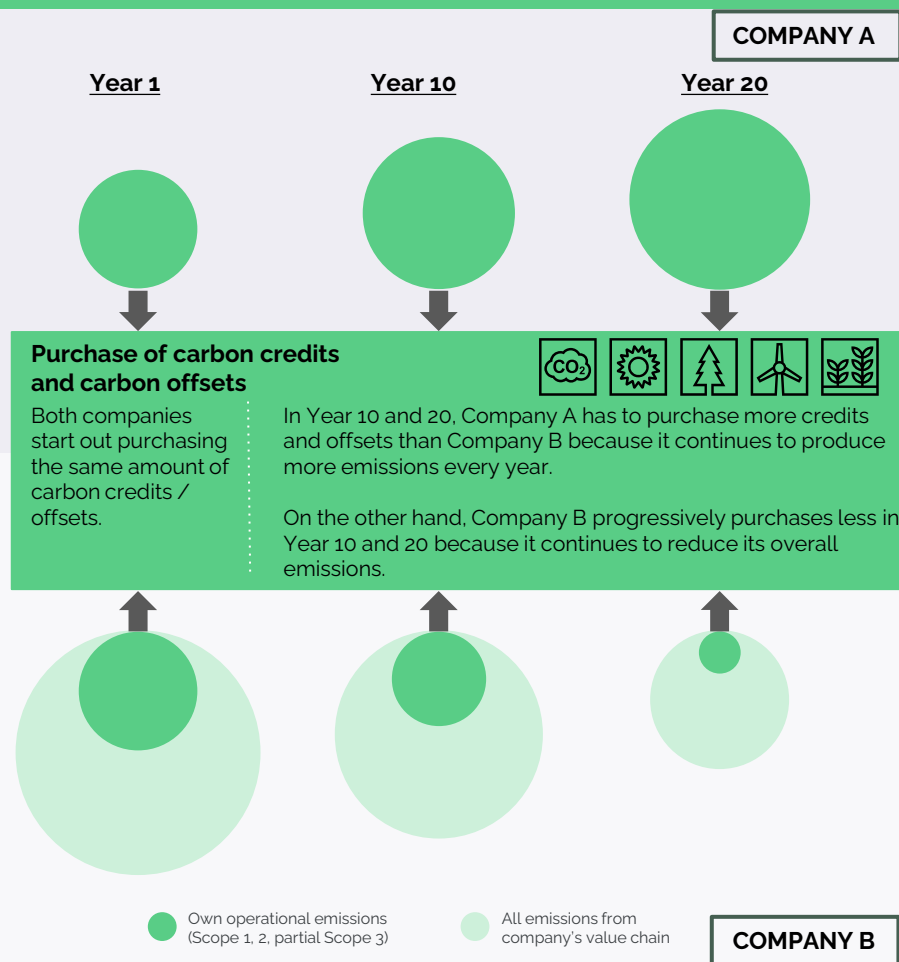 COMPANY A
Year 1
Year 10
Year 20
Purchase of carbon credits
and carbon offsets
CO₂
Both companies
start out purchasing
the same amount of
carbon credits /
offsets.
In Year 10 and 20, Company A has to purchase more credits
and offsets than Company B because it continues to produce
more emissions every year.
On the other hand, Company B progressively purchases less in
Year 10 and 20 because it continues to reduce its overall
emissions.
Own operational emissions
(Scope 1, 2, partial Scope 3)
All emissions from
company's value chain
COMPANY B